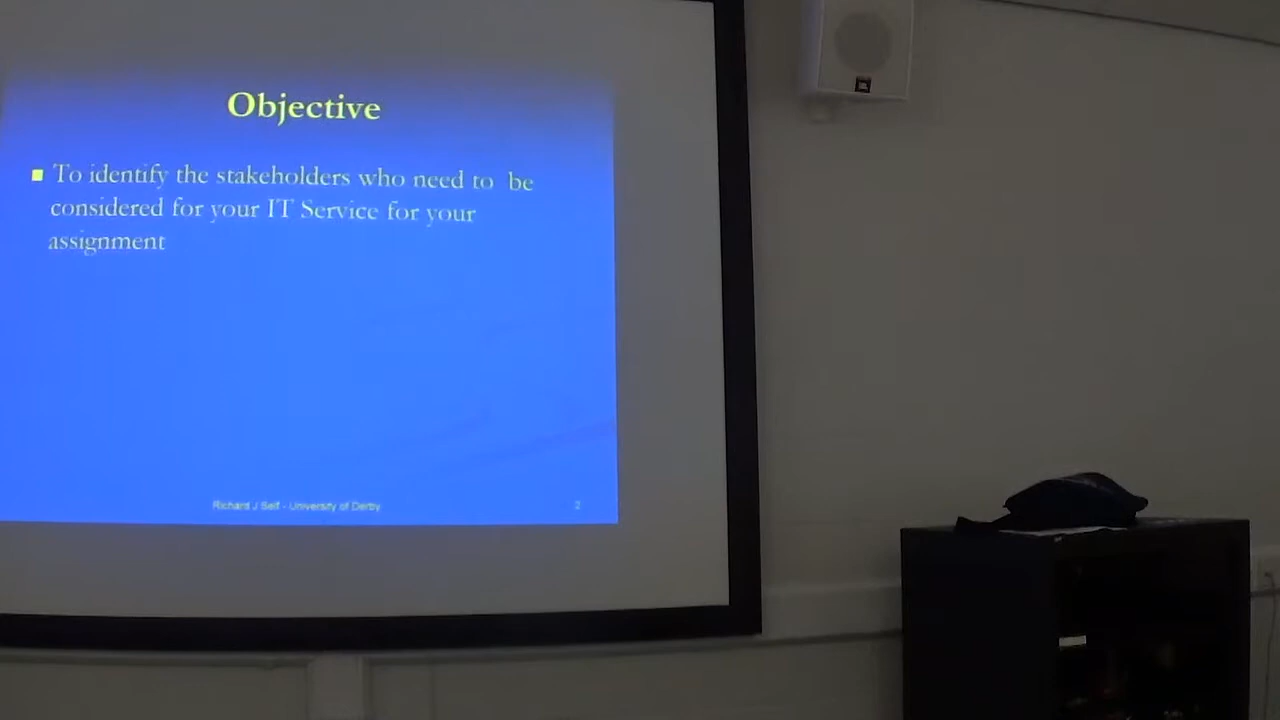 Objective
To identify the stakeholders who need to be
considered for your IT Service for your
assignment
Richard J Self - University of Derby
2
JBL